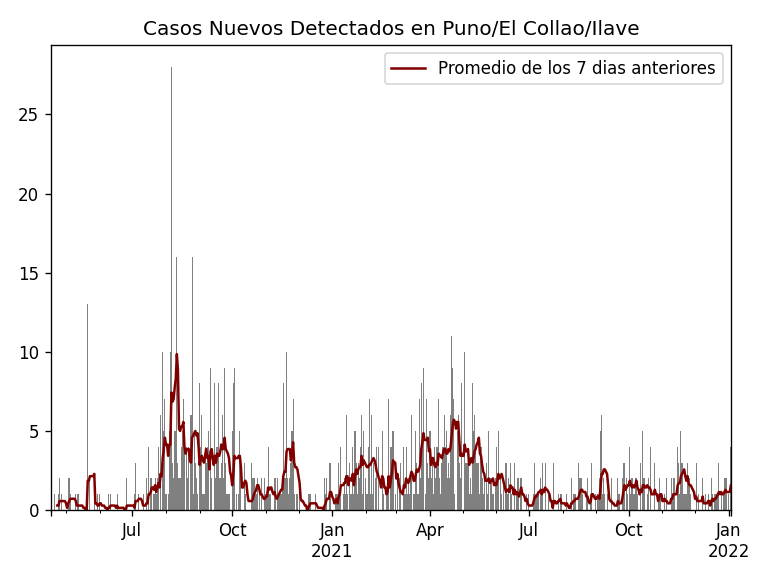 Casos Nuevos Detectados en Puno/El Collao/Ilave
Promedio de los 7 dias anteriores
25
20
15
10
5
0
Jul Oct Jan Apr Jul Oct Jan
2021 2022